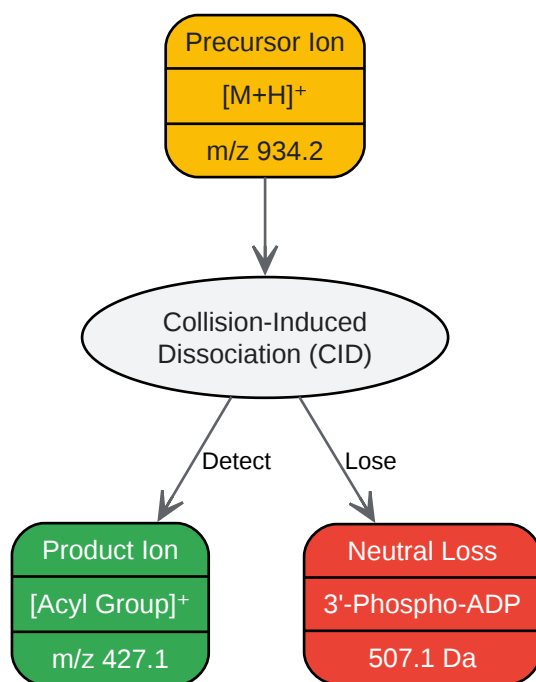 Precursor Ion
[M+H]⁺
m/z 934.2
Collision-Induced
Dissociation (CID)
Detect
Lose
Product Ion
[Acyl Group]⁺
m/z 427.1
Neutral Loss
3'-Phospho-ADP
507.1 Da